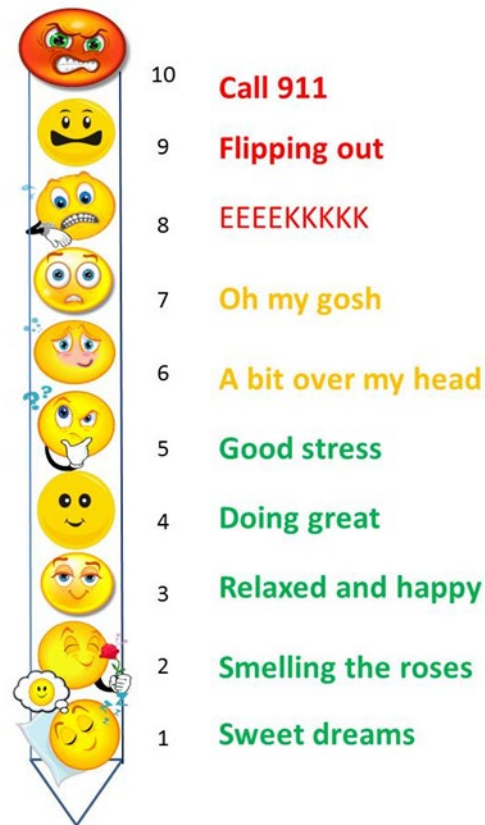 10 Call 911
9 Flipping out
8 EEEEKKKKK
7 Oh my gosh
6 A bit over my head
5 Good stress
4 Doing great
3 Relaxed and happy
2 Smelling the roses
1 Sweet dreams